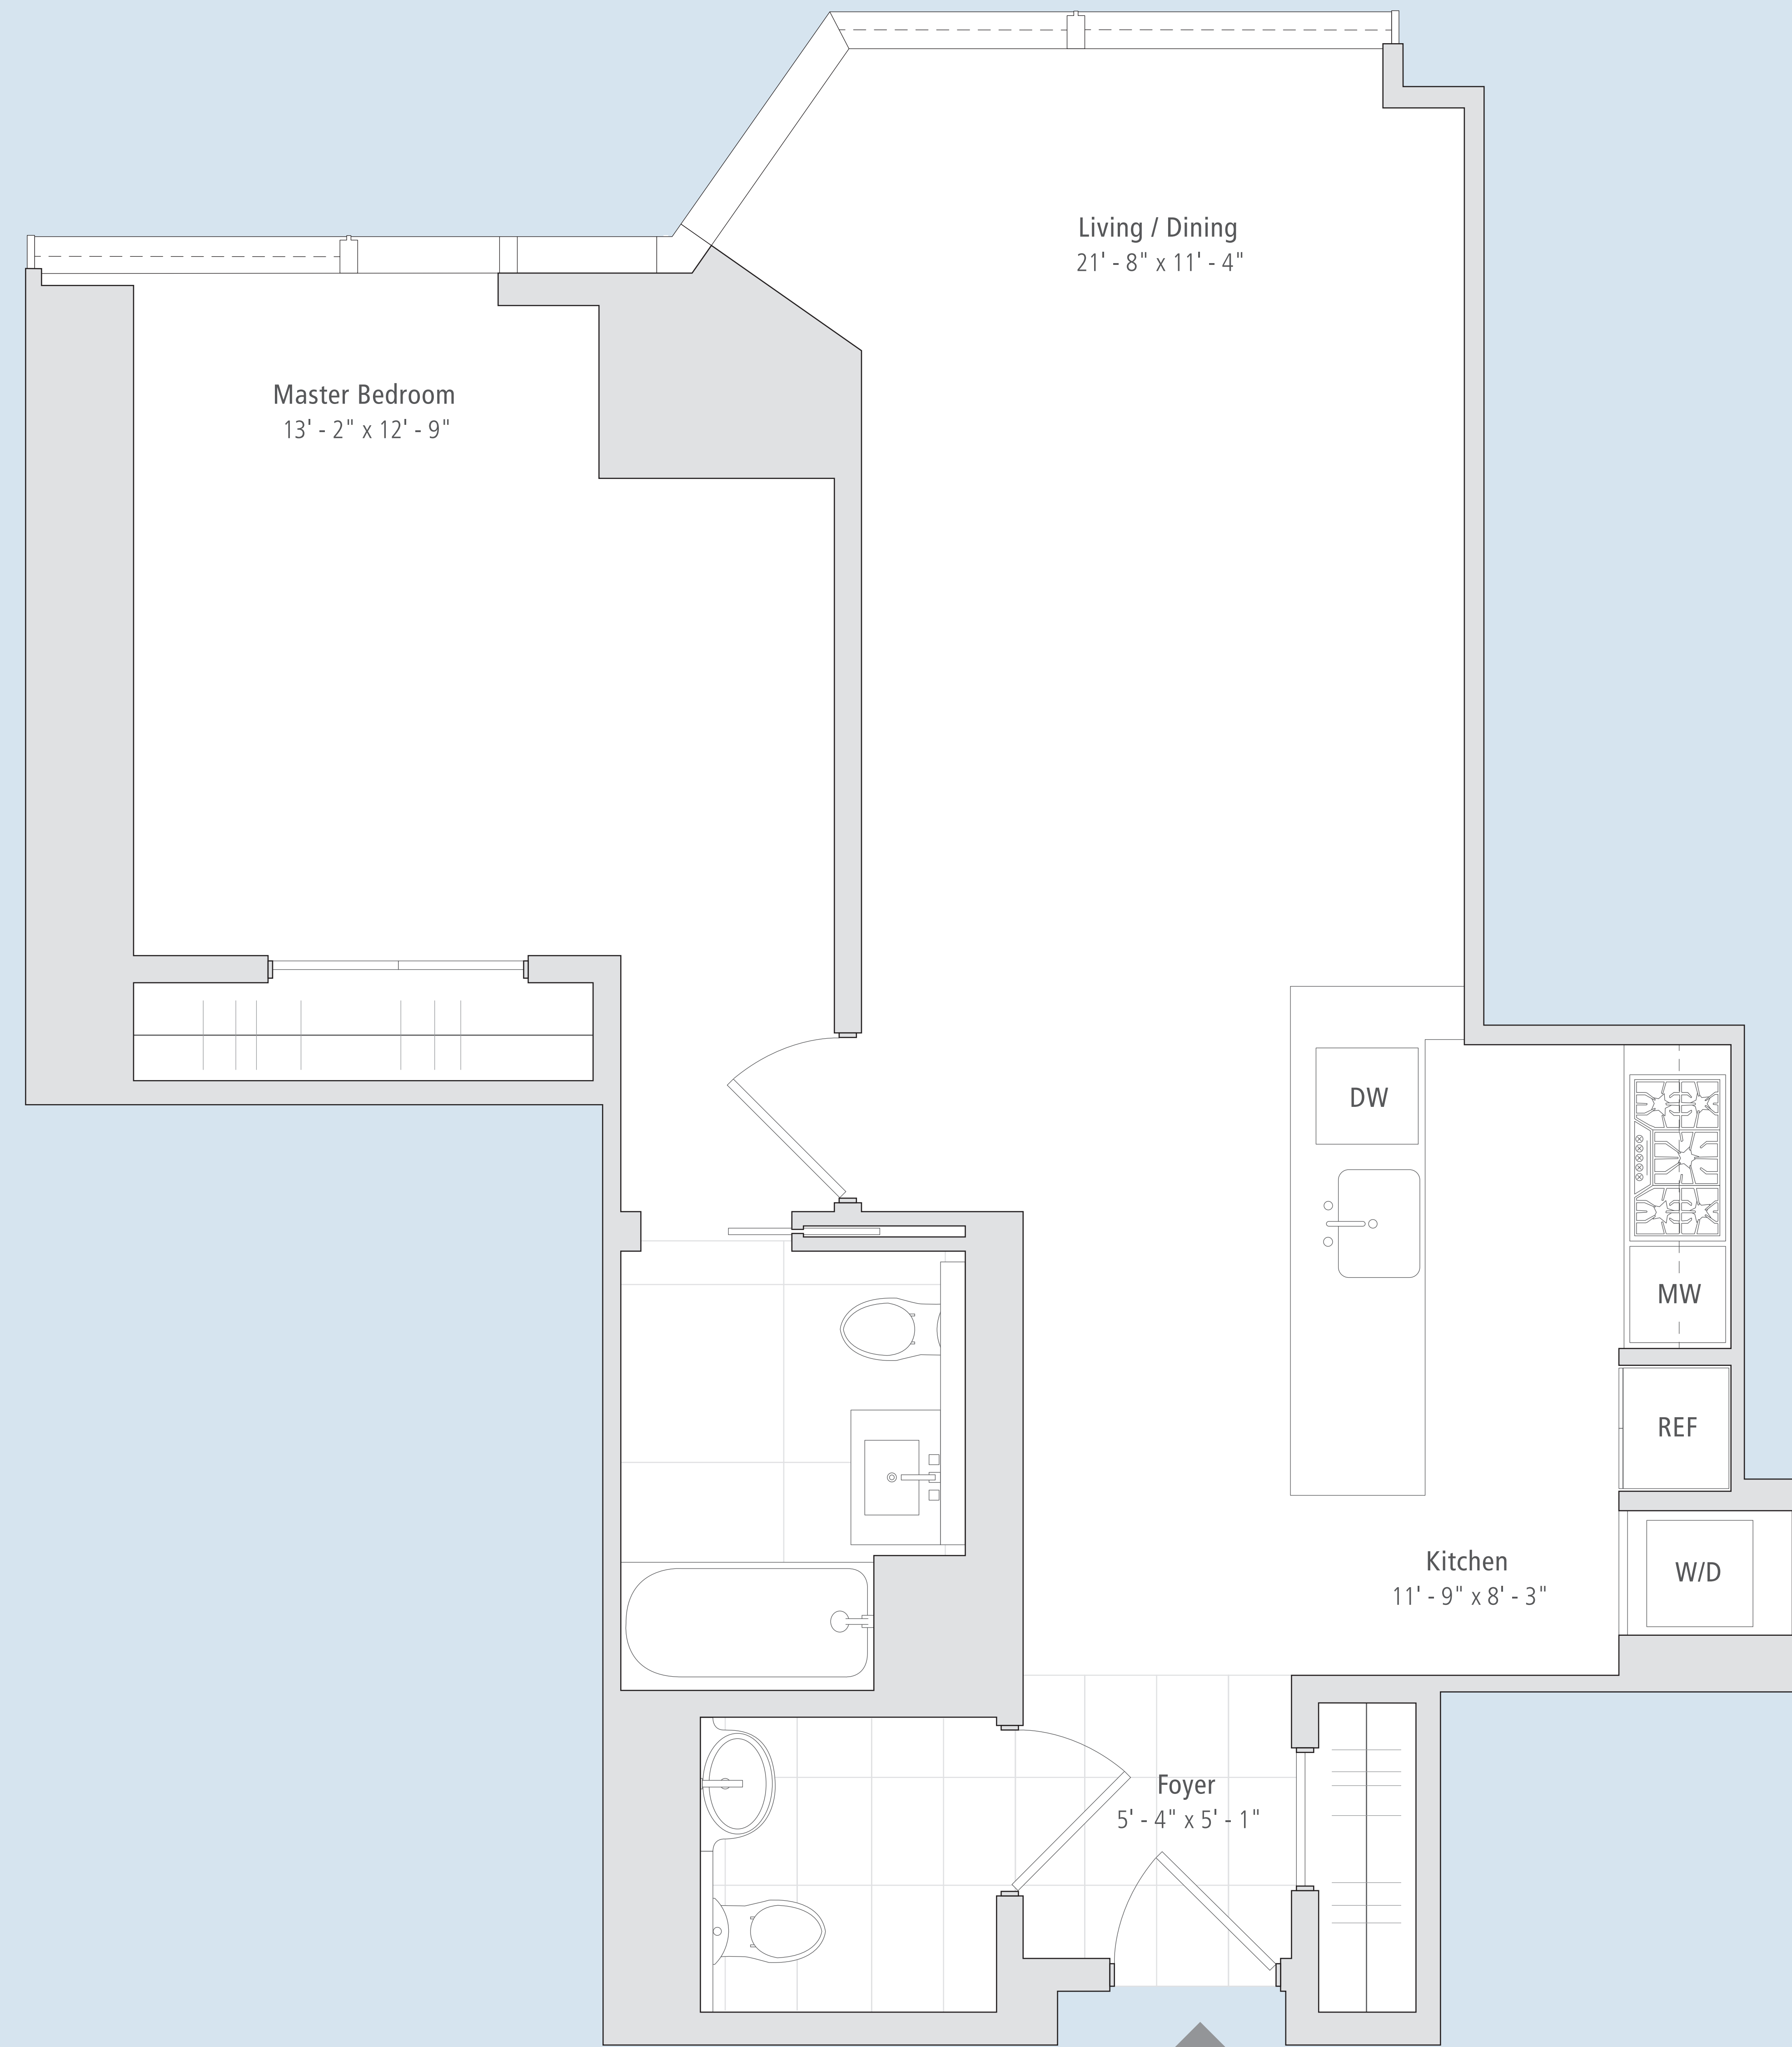 Living / Dining
21' - 8" x 11' - 4"
Master Bedroom
13' - 2" x 12' - 9"
DW
MW
REF
W/D
Kitchen
11' - 9" x 8' - 3"
Foyer
5' - 4" x 5' - 1"